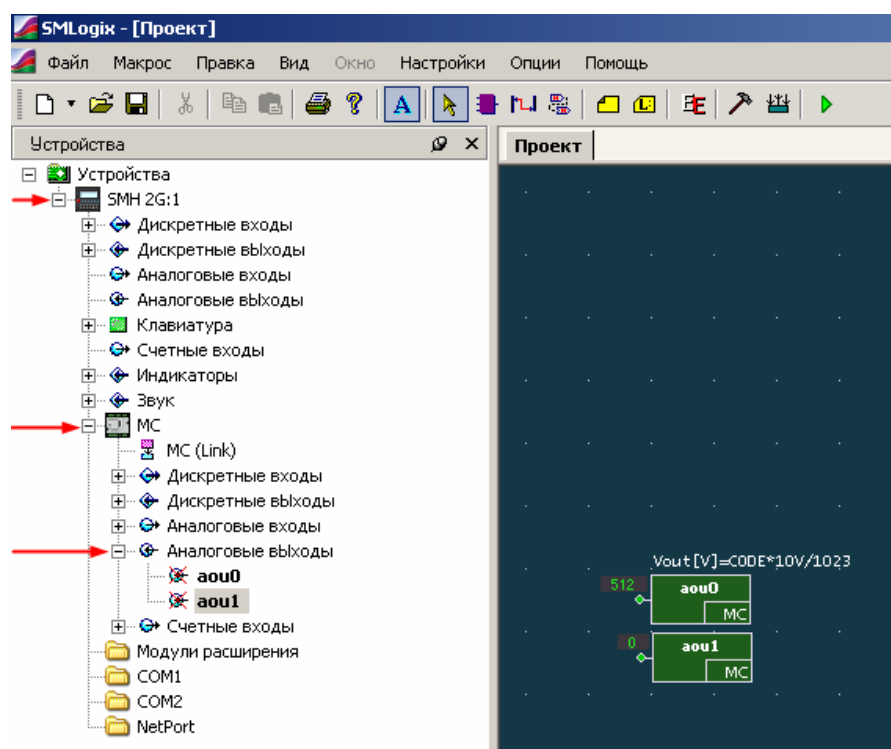 SMLogix - [Проект]
Файл Макрос Правка Вид Окно Настройки Опции Помощь
A L E
Устройства
Проект
Устройства
SMH 2G:1
Дискретные входы
Дискретные выходы
Аналоговые входы
Аналоговые выходы
Клавиатура
Счетные входы
Индикаторы
Звук
MC
MC (Link)
Дискретные входы
Дискретные выходы
Аналоговые входы
Аналоговые выходы
aou0
aou1
Счетные входы
Модули расширения
COM1
COM2
NetPort
Vout[V]=CODE*10V/1023
512 aou0
MC
0 aou1
MC